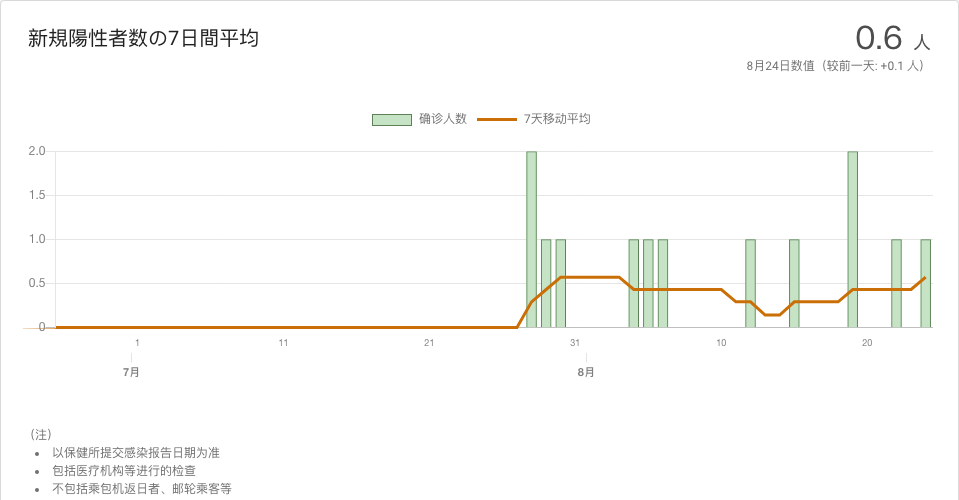 新規陽性者数の7日間平均
0.6 人
8月24日数值（较前一天: +0.1 人）
确诊人数 7天移动平均
2.0
1.5
1.0
0.5
0
1 11 21 31 10 20
7月 8月
（注）
• 以保健所提交感染报告日期为准
• 包括医疗机构等进行的检查
• 不包括乘包机返日者、邮轮乘客等